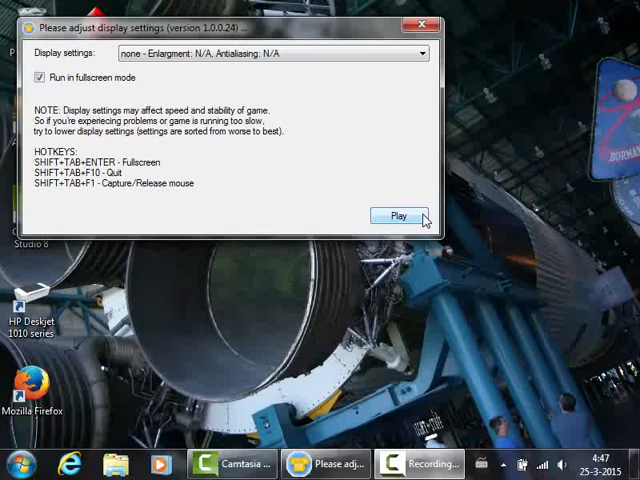 Please adjust display settings (version 1.0.0.24) ...
Display settings:
none - Enlargment: N/A, Antialiasing: N/A
Run in fullscreen mode
NOTE: Display settings may affect speed and stability of game.
So if you're experiencing problems or game is running too slow,
try to lower display settings (settings are sorted from worse to best).
HOTKEYS:
SHIFT+TAB+ENTER - Fullscreen
SHIFT+TAB+F10 - Quit
SHIFT+TAB+F1 - Capture/Release mouse
Play
Studio 8
HP Deskjet
1010 series
Mozilla Firefox
Camtasia ...
Please adj...
Recording...
4:47
25-3-2015